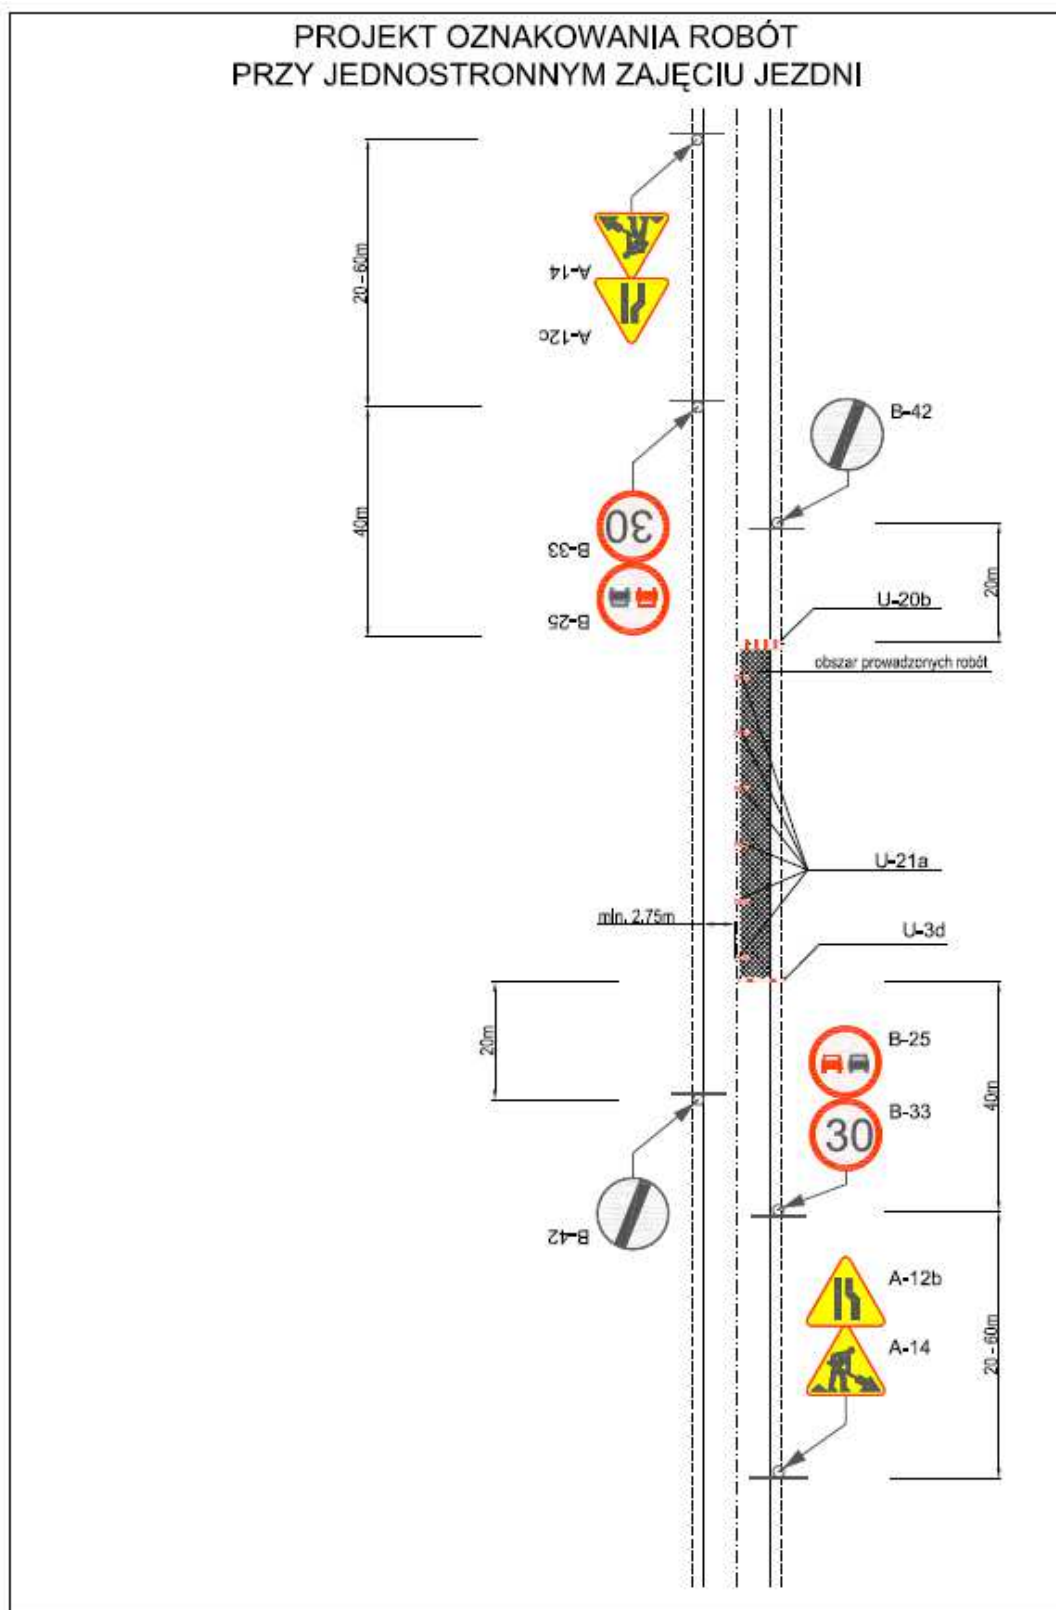 PROJEKT OZNAKOWANIA ROBÓT
PRZY JEDNOSTRONNYM ZAJĘCIU JEZDNI
20 - 60m
A-14
A-12c
40m
B-42
30
B-33
B-25
20m
U-20b
obszar prowadzonych robót
U-21a
min. 2.75m
U-3d
20m
B-25
40m
B-33
30
B-42
A-12b
A-14
20 - 60m